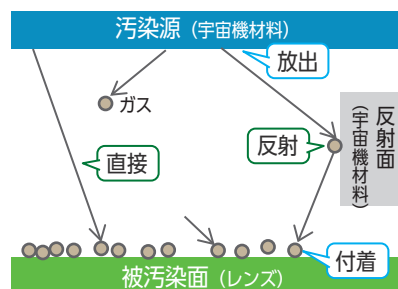 汚染源（宇宙機材料）
放出
ガス
反射面
（宇宙機材料）
反射
直接
付着
被汚染面（レンズ）